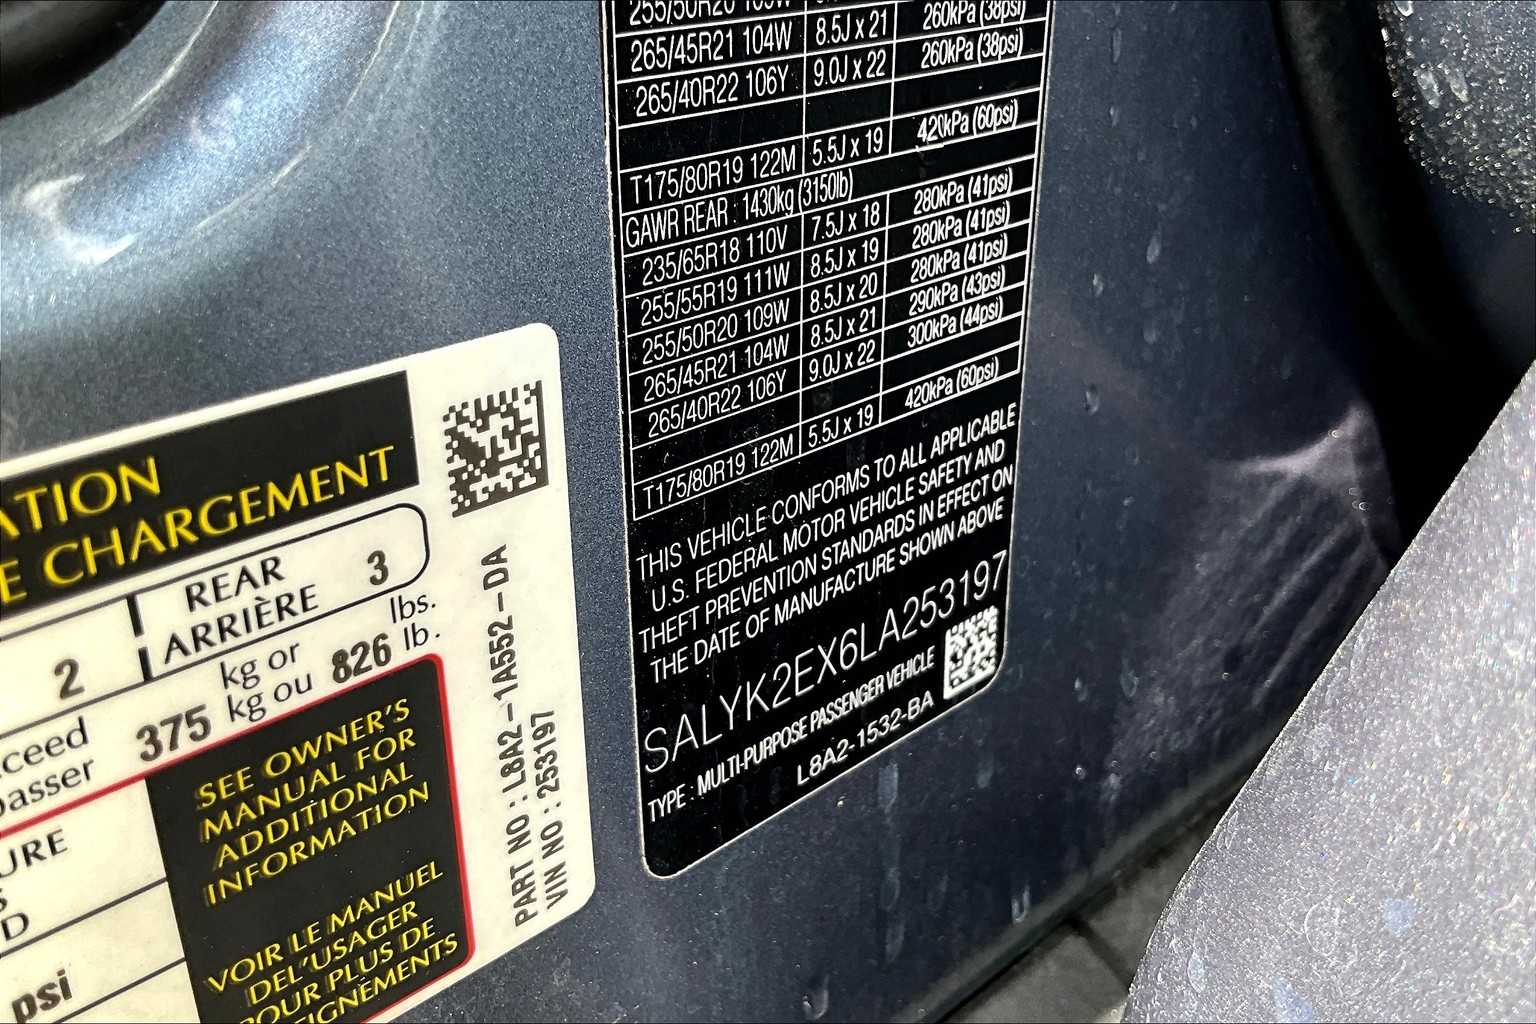 ATION
E CHARGEMENT
2
REAR
ARRIÈRE
3
kg or
kg ou
lbs.
lb.
375
826
SEE OWNER'S
MANUAL FOR
ADDITIONAL
INFORMATION
VOIR LE MANUEL
DE L'USAGER
POUR PLUS DE
psi
PART NO : L8A2-1A552-DA
VIN NO : 253197
265/45R21 104W 8.5J x 21 260kPa (38psi)
265/40R22 106Y 9.0J x 22 260kPa (38psi)
T175/80R19 122M 5.5J x 19 420kPa (60psi)
GAWR REAR : 1430kg (3150lb)
235/65R18 110V 7.5J x 18 280kPa (41psi)
255/55R19 111W 8.5J x 19 280kPa (41psi)
255/50R20 109W 8.5J x 20 280kPa (41psi)
265/45R21 104W 8.5J x 21 290kPa (43psi)
265/40R22 106Y 9.0J x 22 300kPa (44psi)
T175/80R19 122M 5.5J x 19 420kPa (60psi)
THIS VEHICLE CONFORMS TO ALL APPLICABLE
U.S. FEDERAL MOTOR VEHICLE SAFETY AND
THEFT PREVENTION STANDARDS IN EFFECT ON
THE DATE OF MANUFACTURE SHOWN ABOVE
SALYK2EX6LA253197
TYPE : MULTI-PURPOSE PASSENGER VEHICLE
L8A2-1532-BA